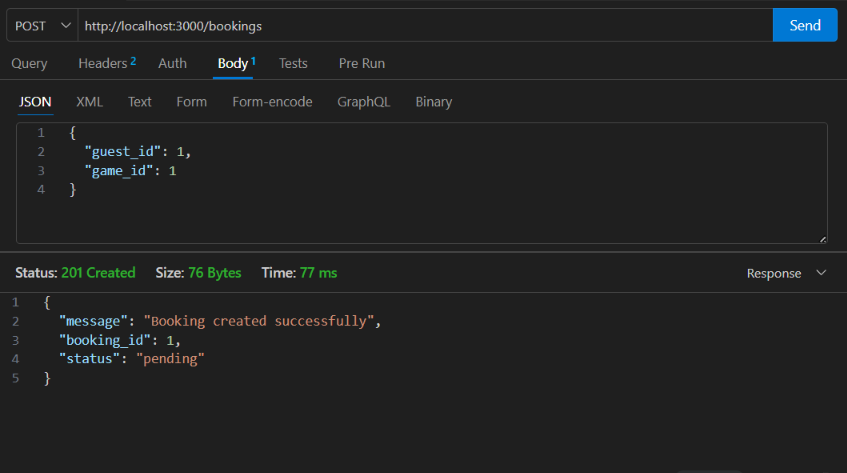 POST http://localhost:3000/bookings Send
Query Headers 2 Auth Body 1 Tests Pre Run
JSON XML Text Form Form-encode GraphQL Binary
1 {
2 "guest_id": 1,
3 "game_id": 1
4 }
Status: 201 Created Size: 76 Bytes Time: 77 ms Response
1 {
2 "message": "Booking created successfully",
3 "booking_id": 1,
4 "status": "pending"
5 }